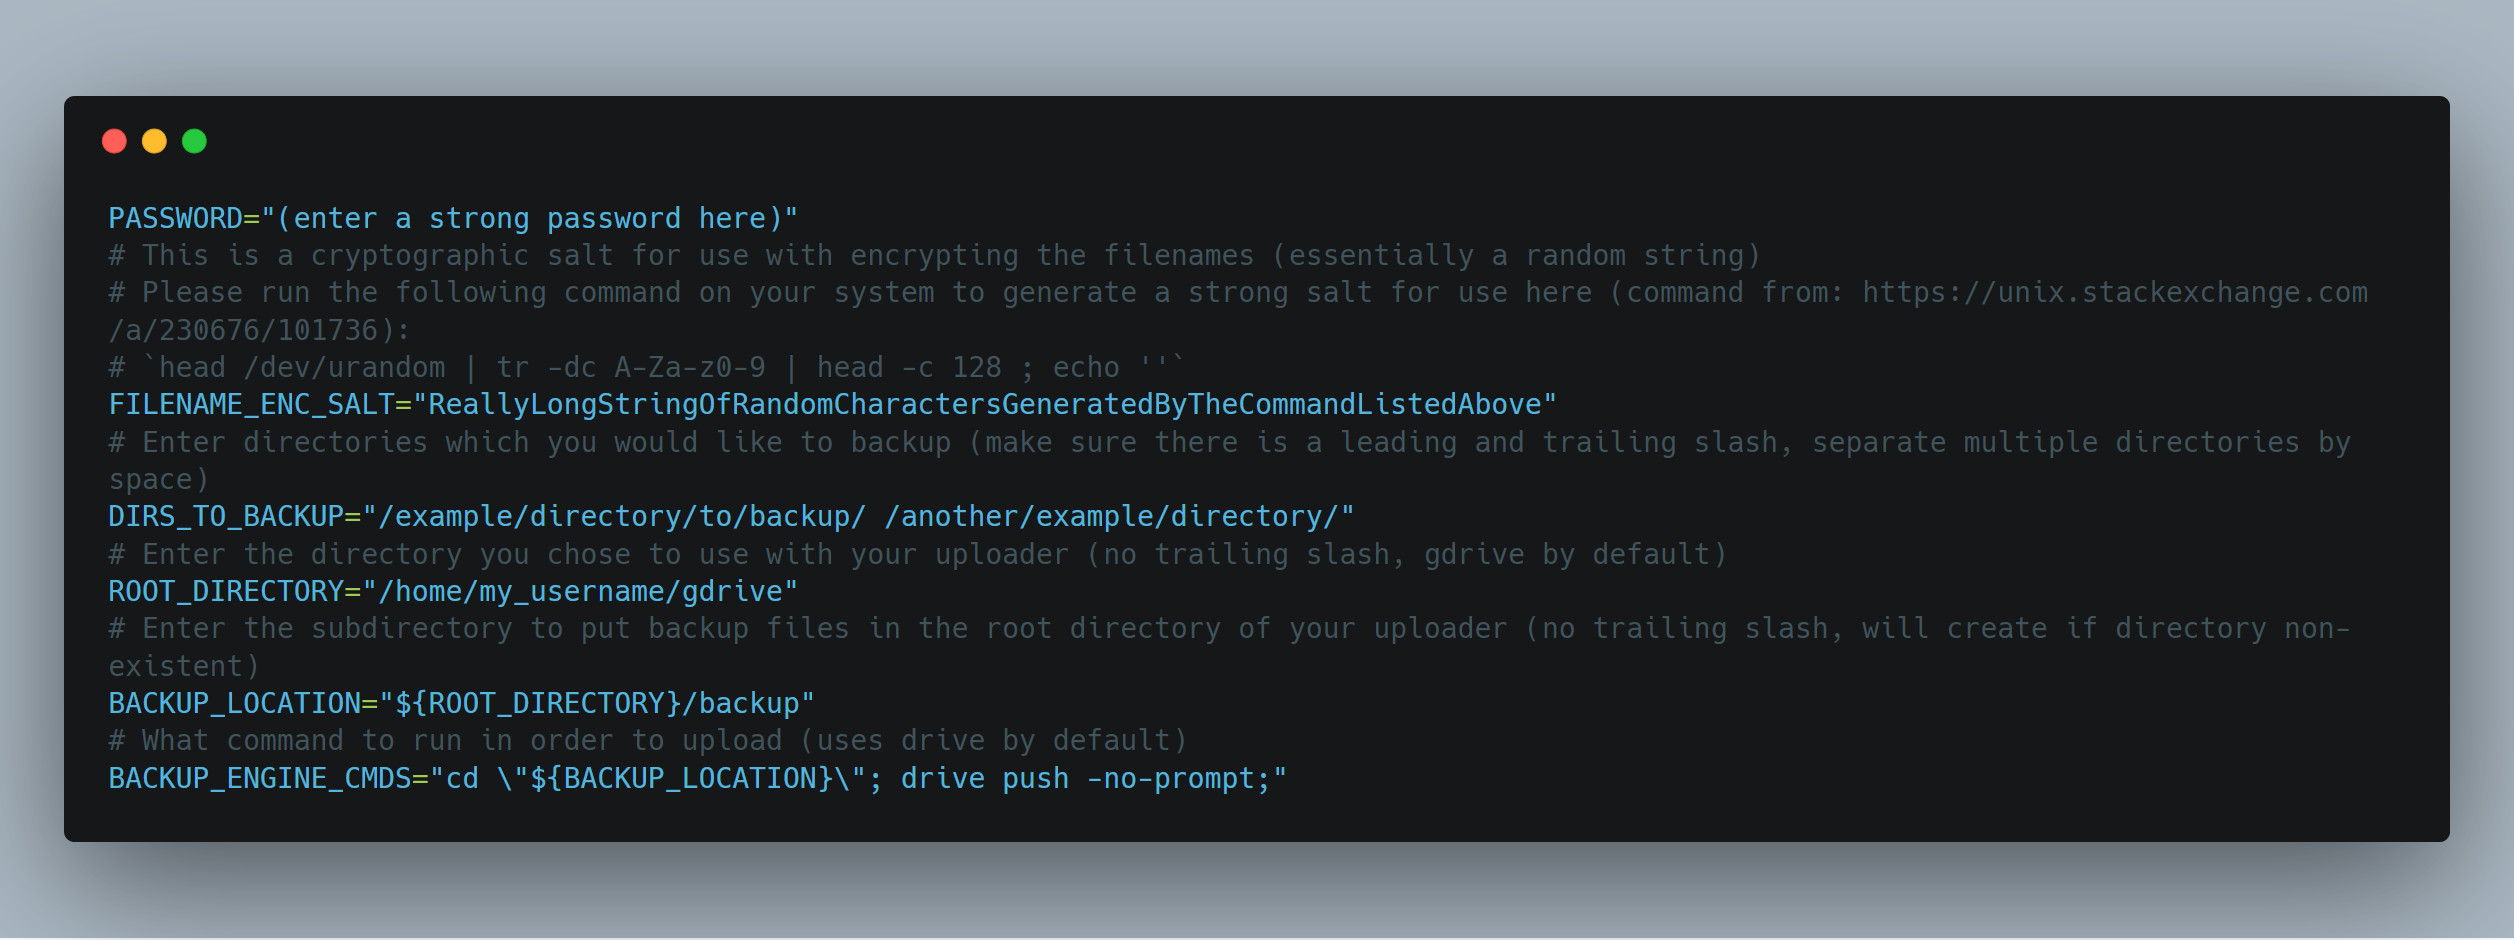 PASSWORD="(enter a strong password here)"
# This is a cryptographic salt for use with encrypting the filenames (essentially a random string)
# Please run the following command on your system to generate a strong salt for use here (command from: https://unix.stackexchange.com
/a/230676/101736):
# `head /dev/urandom | tr -dc A-Za-z0-9 | head -c 128 ; echo ''`
FILENAME_ENC_SALT="ReallyLongStringOfRandomCharactersGeneratedByTheCommandListedAbove"
# Enter directories which you would like to backup (make sure there is a leading and trailing slash, separate multiple directories by
space)
DIRS_TO_BACKUP="/example/directory/to/backup/ /another/example/directory/"
# Enter the directory you chose to use with your uploader (no trailing slash, gdrive by default)
ROOT_DIRECTORY="/home/my_username/gdrive"
# Enter the subdirectory to put backup files in the root directory of your uploader (no trailing slash, will create if directory non-
existent)
BACKUP_LOCATION="${ROOT_DIRECTORY}/backup"
# What command to run in order to upload (uses drive by default)
BACKUP_ENGINE_CMDS="cd \"${BACKUP_LOCATION}\"; drive push -no-prompt;"